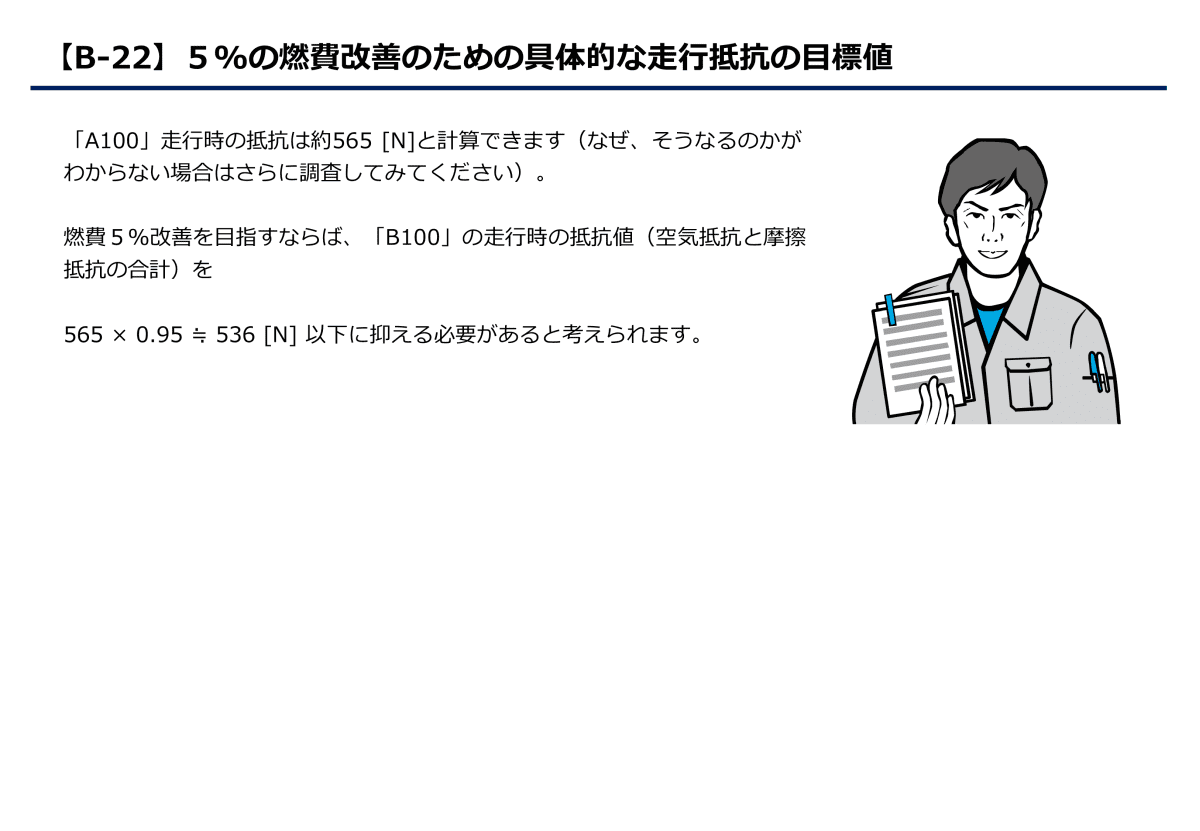 【B-22】５％の燃費改善のための具体的な走行抵抗の目標値
「A100」走行時の抵抗は約565 [N]と計算できます（なぜ、そうなるのかが
わからない場合はさらに調査してみてください）。
燃費５％改善を目指すならば、「B100」の走行時の抵抗値（空気抵抗と摩擦
抵抗の合計）を
565 × 0.95 ≒ 536 [N] 以下に抑える必要があると考えられます。